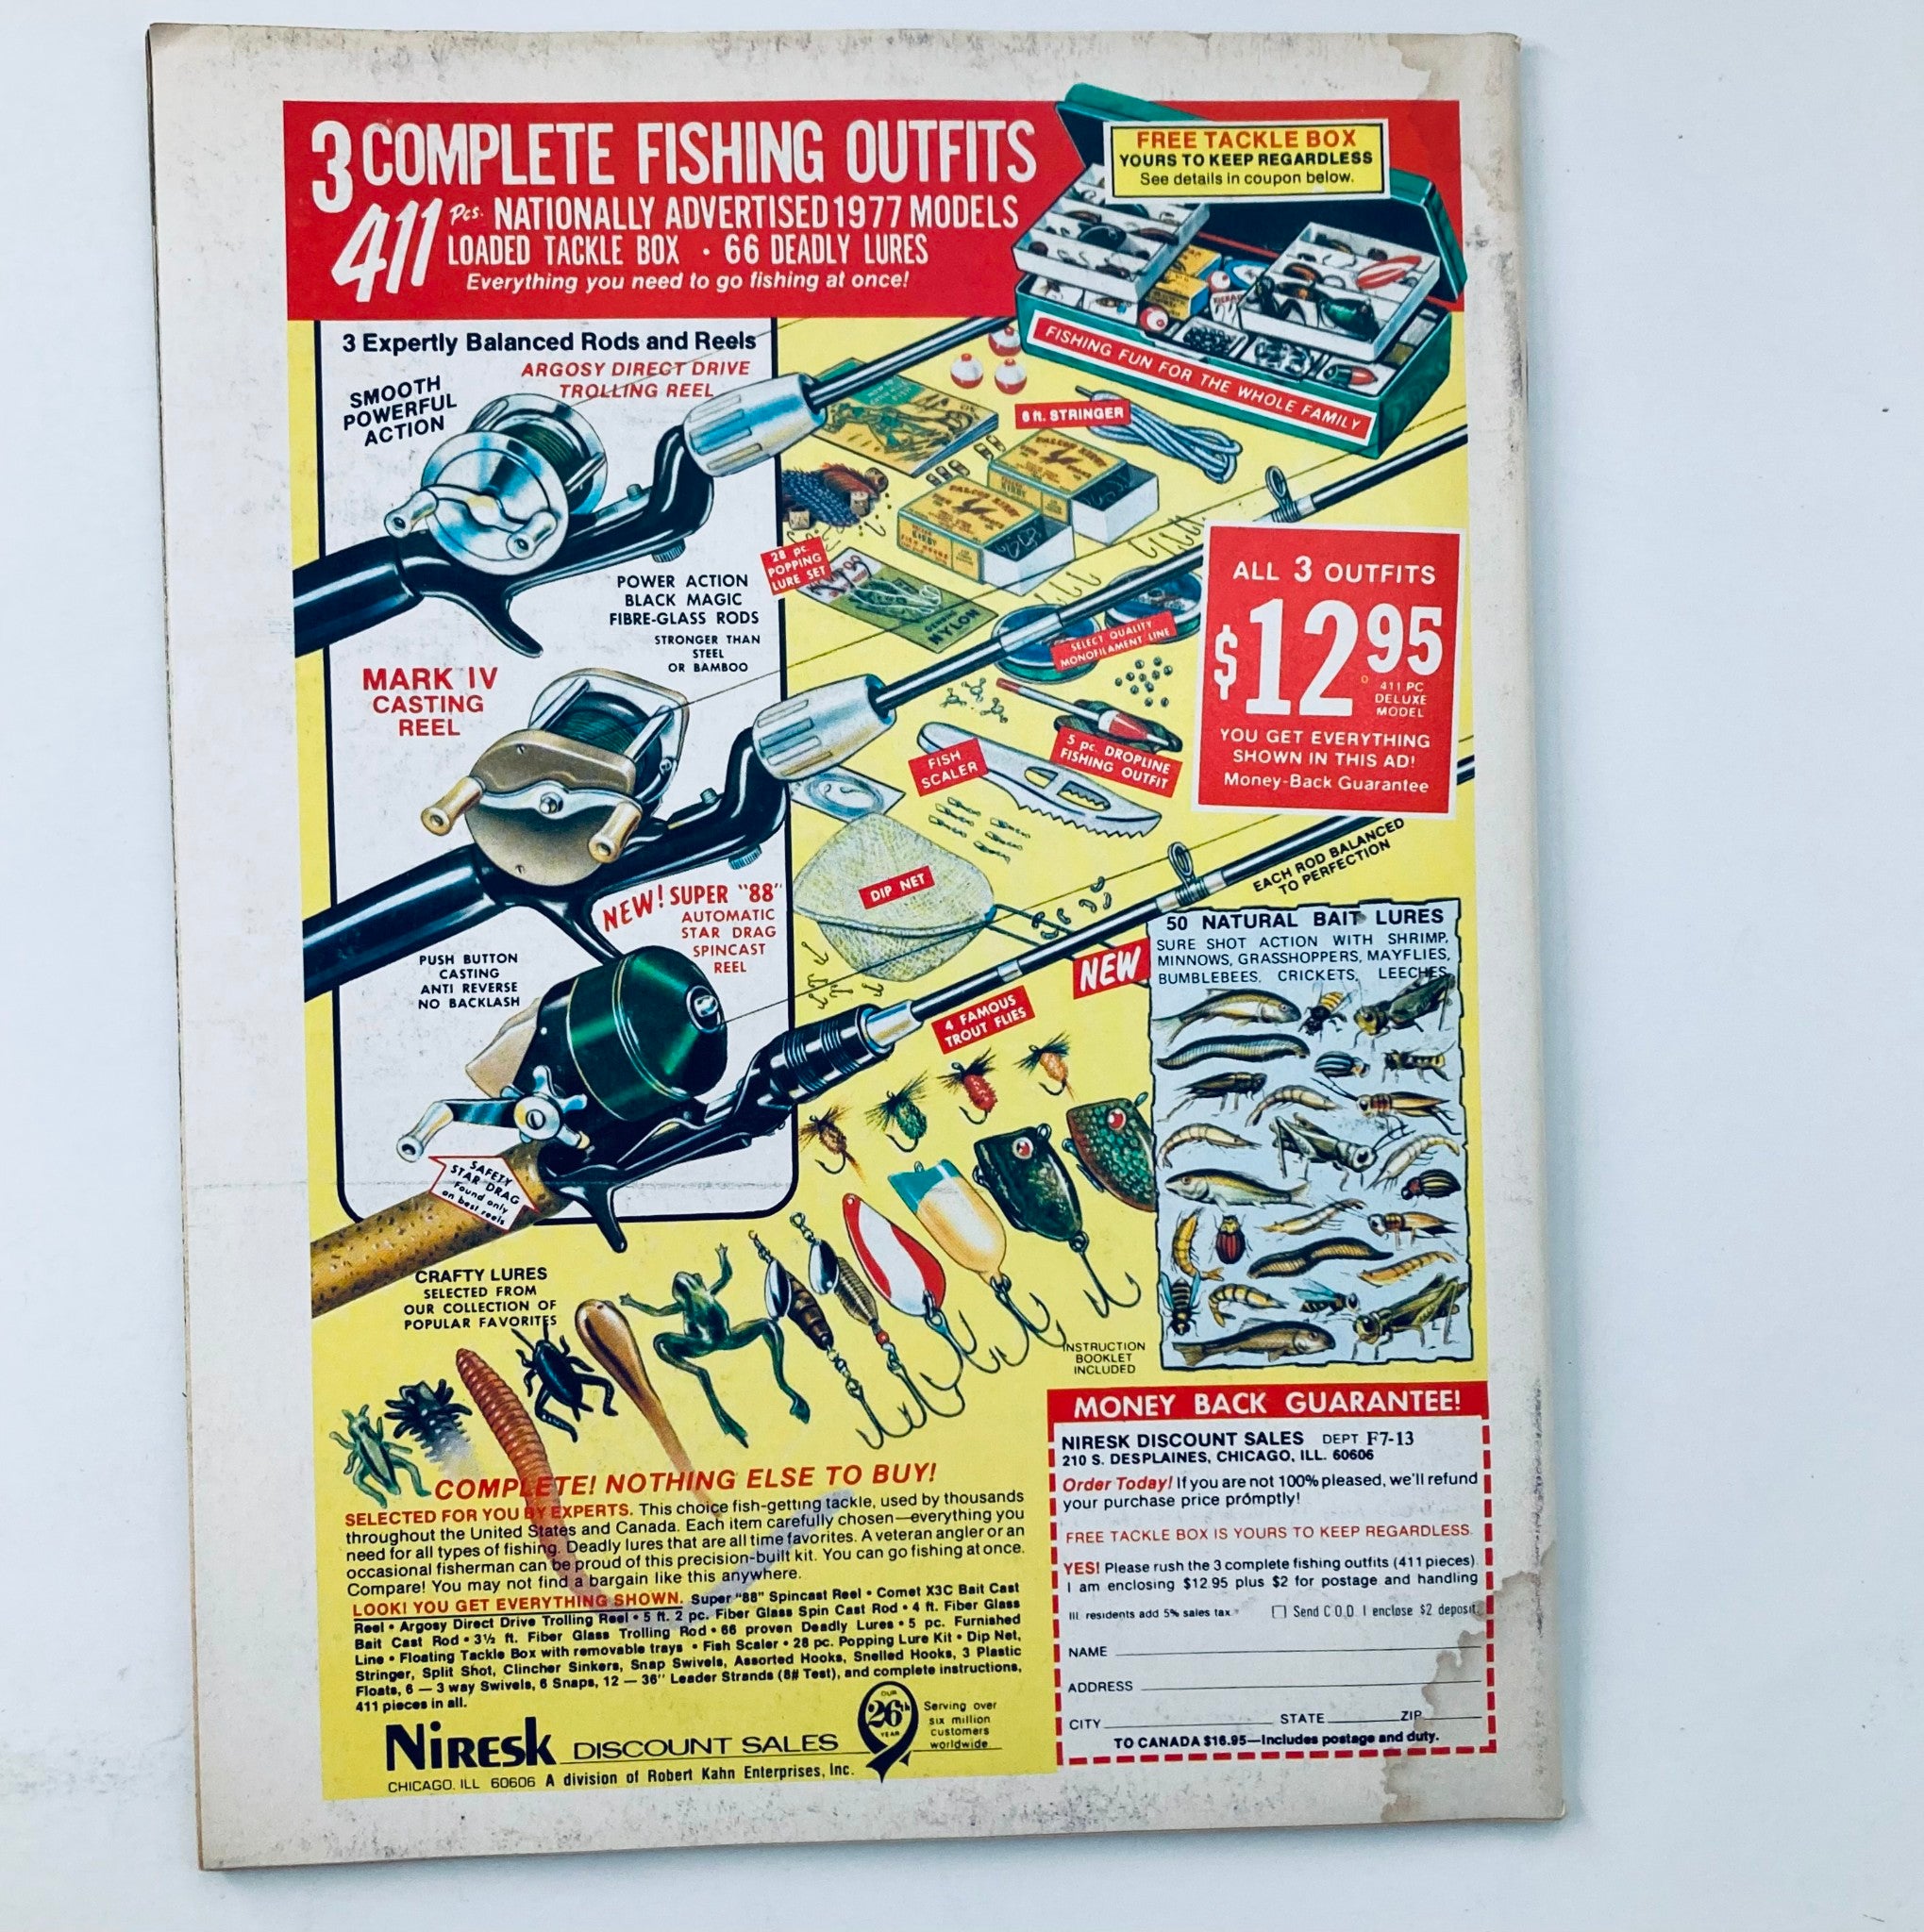 3 COMPLETE FISHING OUTFITS
411 Pcs. NATIONALLY ADVERTISED 1977 MODELS
LOADED TACKLE BOX · 66 DEADLY LURES
Everything you need to go fishing at once!
FREE TACKLE BOX
YOURS TO KEEP REGARDLESS
See details in coupon below.
FISHING FUN FOR THE WHOLE FAMILY
3 Expertly Balanced Rods and Reels
ARGOSY DIRECT DRIVE
TROLLING REEL
SMOOTH
POWERFUL
ACTION
6 ft. STRINGER
28 pc.
POPPING
LURE SET
POWER ACTION
BLACK MAGIC
FIBRE-GLASS RODS
STRONGER THAN
STEEL
OR BAMBOO
NYLON
SELECT QUALITY
MONOFILAMENT LINE
ALL 3 OUTFITS
$12.95
411 PC
DELUXE
MODEL
YOU GET EVERYTHING
SHOWN IN THIS AD!
Money-Back Guarantee
MARK IV
CASTING
REEL
FISH
SCALER
5 pc. DROPLINE
FISHING OUTFIT
DIP NET
EACH ROD BALANCED
TO PERFECTION
NEW! SUPER "88"
AUTOMATIC
STAR DRAG
SPINCAST
REEL
PUSH BUTTON
CASTING
ANTI REVERSE
NO BACKLASH
4 FAMOUS
TROUT FLIES
NEW
50 NATURAL BAIT LURES
SURE SHOT ACTION WITH SHRIMP,
MINNOWS, GRASSHOPPERS, MAYFLIES,
BUMBLEBEES, CRICKETS, LEECHES
SAFETY
STAR DRAG
Found only
on best reels
CRAFTY LURES
SELECTED FROM
OUR COLLECTION OF
POPULAR FAVORITES
INSTRUCTION
BOOKLET
INCLUDED
COMPLETE! NOTHING ELSE TO BUY!
SELECTED FOR YOU BY EXPERTS. This choice fish-getting tackle, used by thousands
throughout the United States and Canada. Each item carefully chosen—everything you
need for all types of fishing. Deadly lures that are all time favorites. A veteran angler or an
occasional fisherman can be proud of this precision-built kit. You can go fishing at once.
Compare! You may not find a bargain like this anywhere.
LOOK! YOU GET EVERYTHING SHOWN. Super "88" Spincast Reel • Comet X3C Bait Cast
Reel • Argosy Direct Drive Trolling Reel • 5 ft. 2 pc. Fiber Glass Spin Cast Rod • 4 ft. Fiber Glass
Bait Cast Rod • 3½ ft. Fiber Glass Trolling Rod • 66 proven Deadly Lures • 5 pc. Furnished
Line • Floating Tackle Box with removable trays • Fish Scaler • 28 pc. Popping Lure Kit • Dip Net,
Stringer, Split Shot, Clincher Sinkers, Snap Swivels, Assorted Hooks, Snelled Hooks, 3 Plastic
Floats, 6 — 3 way Swivels, 6 Snaps, 12 — 36" Leader Strands (8# Test), and complete instructions,
411 pieces in all.
NIRESK DISCOUNT SALES
CHICAGO, ILL 60606 A division of Robert Kahn Enterprises, Inc.
OUR
26th
YEAR
Serving over
six million
customers
worldwide
MONEY BACK GUARANTEE!
NIRESK DISCOUNT SALES DEPT F7-13
210 S. DESPLAINES, CHICAGO, ILL. 60606
Order Today! If you are not 100% pleased, we'll refund
your purchase price promptly!
FREE TACKLE BOX IS YOURS TO KEEP REGARDLESS.
YES! Please rush the 3 complete fishing outfits (411 pieces).
I am enclosing $12.95 plus $2 for postage and handling
Ill. residents add 5% sales tax. Send C.O.D. I enclose $2 deposit.
NAME
ADDRESS
CITY STATE ZIP
TO CANADA $16.95—Includes postage and duty.